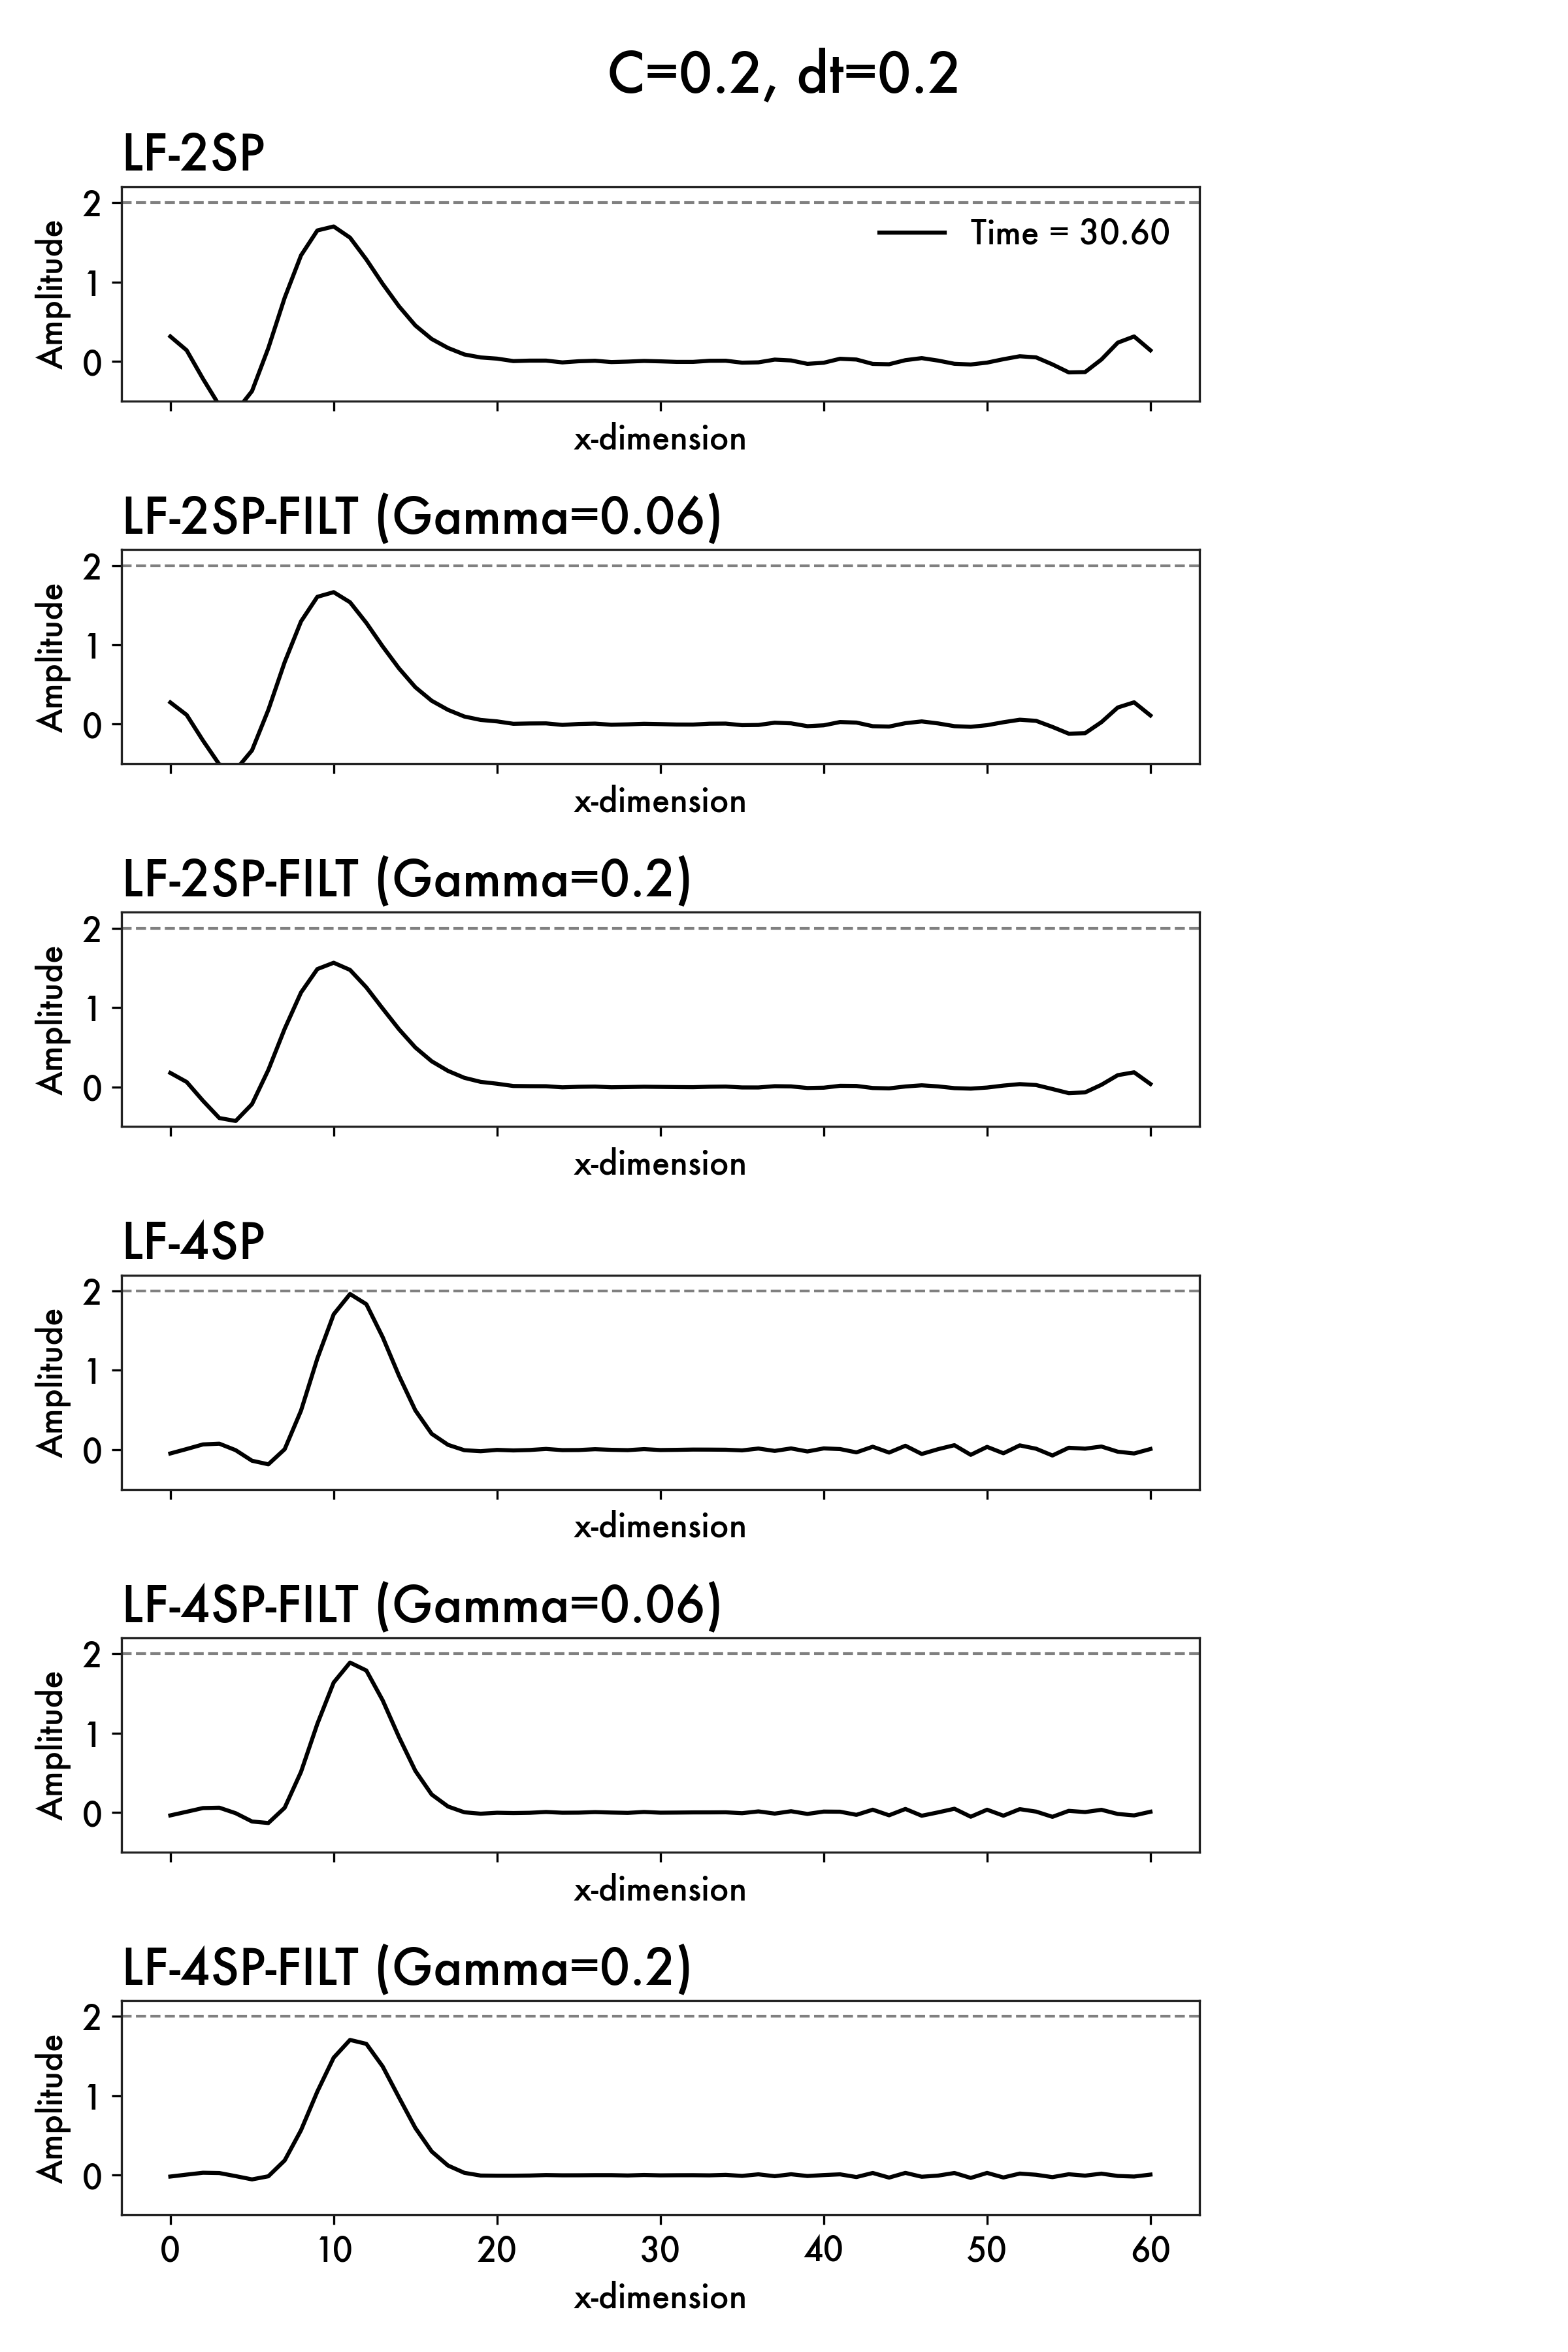 C=0.2, dt=0.2
LF-2SP
2
1
0
Amplitude
Time = 30.60
x-dimension
LF-2SP-FILT (Gamma=0.06)
2
1
0
Amplitude
x-dimension
LF-2SP-FILT (Gamma=0.2)
2
1
0
Amplitude
x-dimension
LF-4SP
2
1
0
Amplitude
x-dimension
LF-4SP-FILT (Gamma=0.06)
2
1
0
Amplitude
x-dimension
LF-4SP-FILT (Gamma=0.2)
2
1
0
Amplitude
0 10 20 30 40 50 60
x-dimension